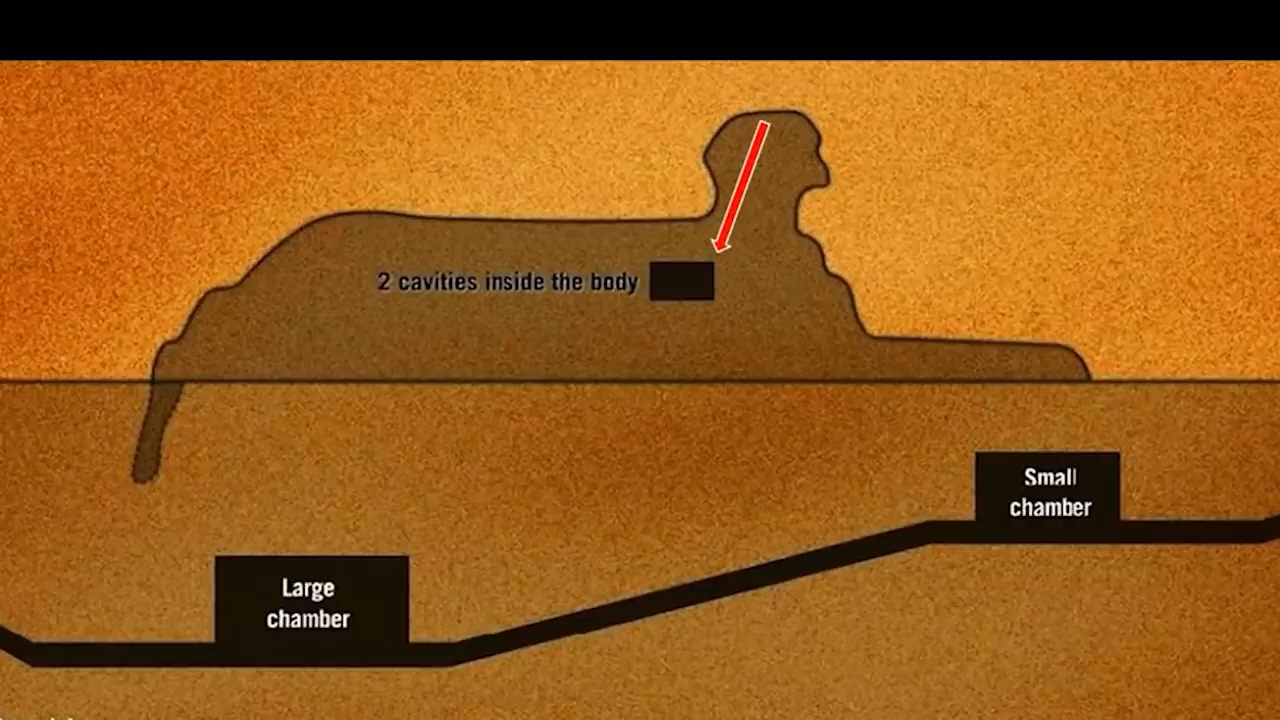 2 cavities inside the body
Small
chamber
Large
chamber